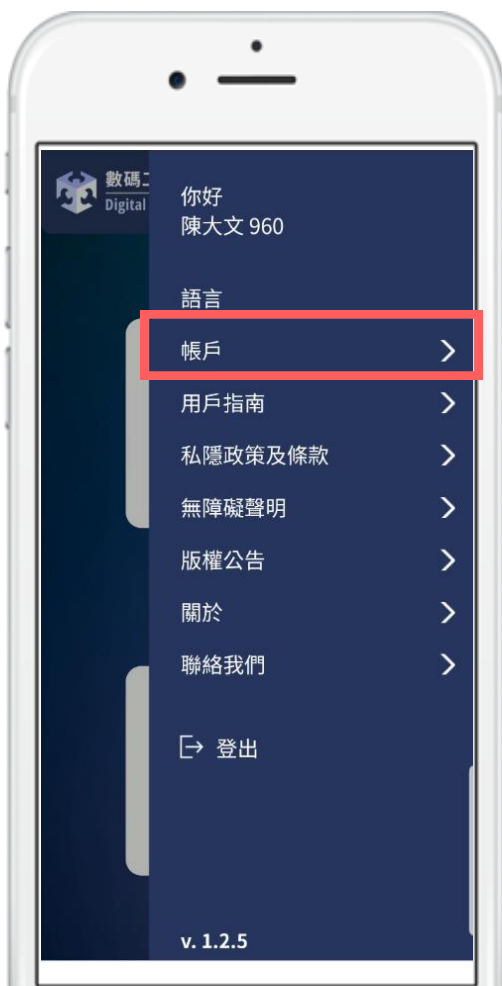 數碼
Digital
你好
陳大文 960
語言
帳戶
用戶指南
私隱政策及條款
無障礙聲明
版權公告
關於
聯絡我們
登出
v. 1.2.5